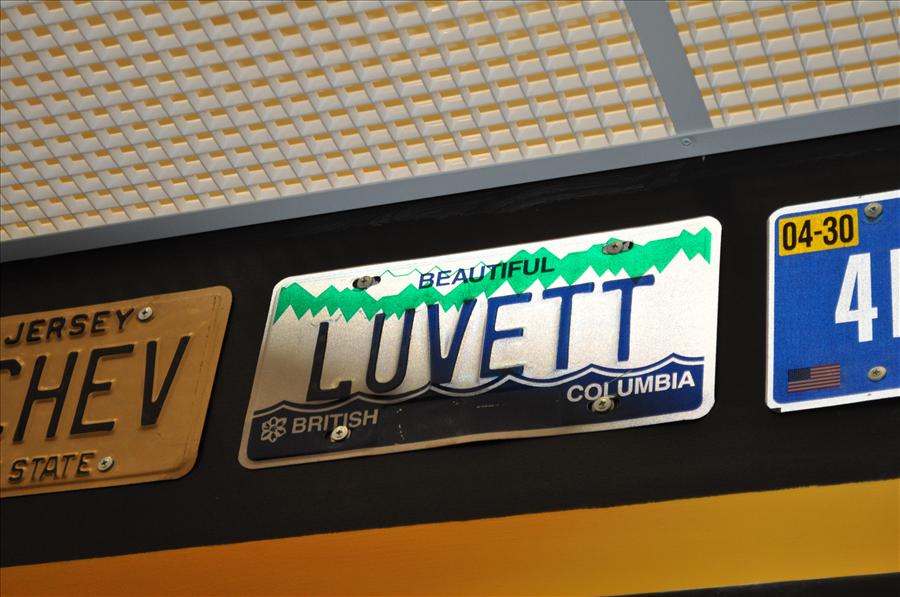 JERSEY
CHEV
STATE
BEAUTIFUL
LUVETT
BRITISH COLUMBIA
04-30
4